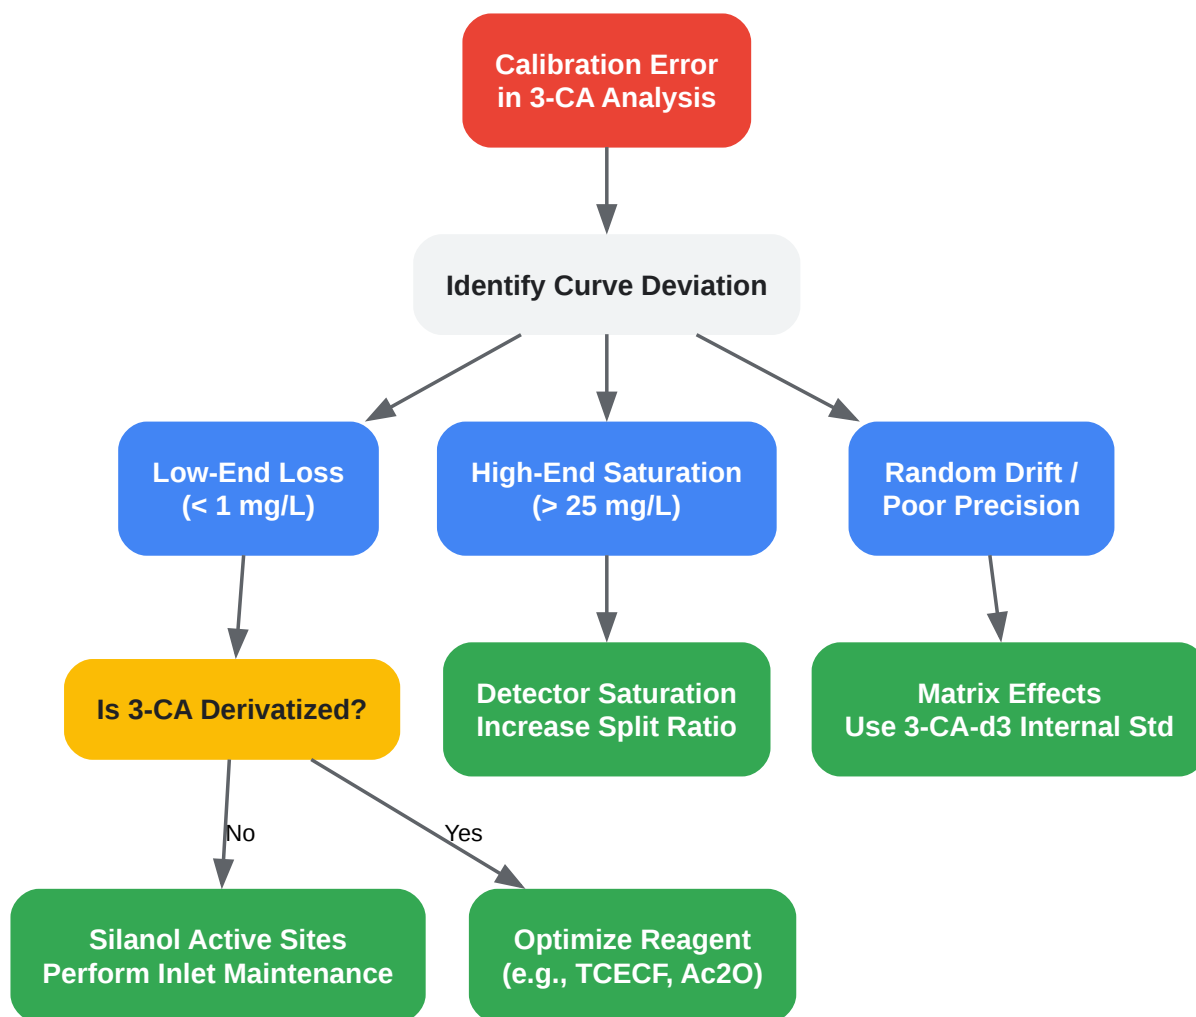 Calibration Error
in 3-CA Analysis
Identify Curve Deviation
Low-End Loss
(< 1 mg/L)
High-End Saturation
(> 25 mg/L)
Random Drift /
Poor Precision
Is 3-CA Derivatized?
Detector Saturation
Increase Split Ratio
Matrix Effects
Use 3-CA-d3 Internal Std
No
Yes
Silanol Active Sites
Perform Inlet Maintenance
Optimize Reagent
(e.g., TCECF, Ac2O)